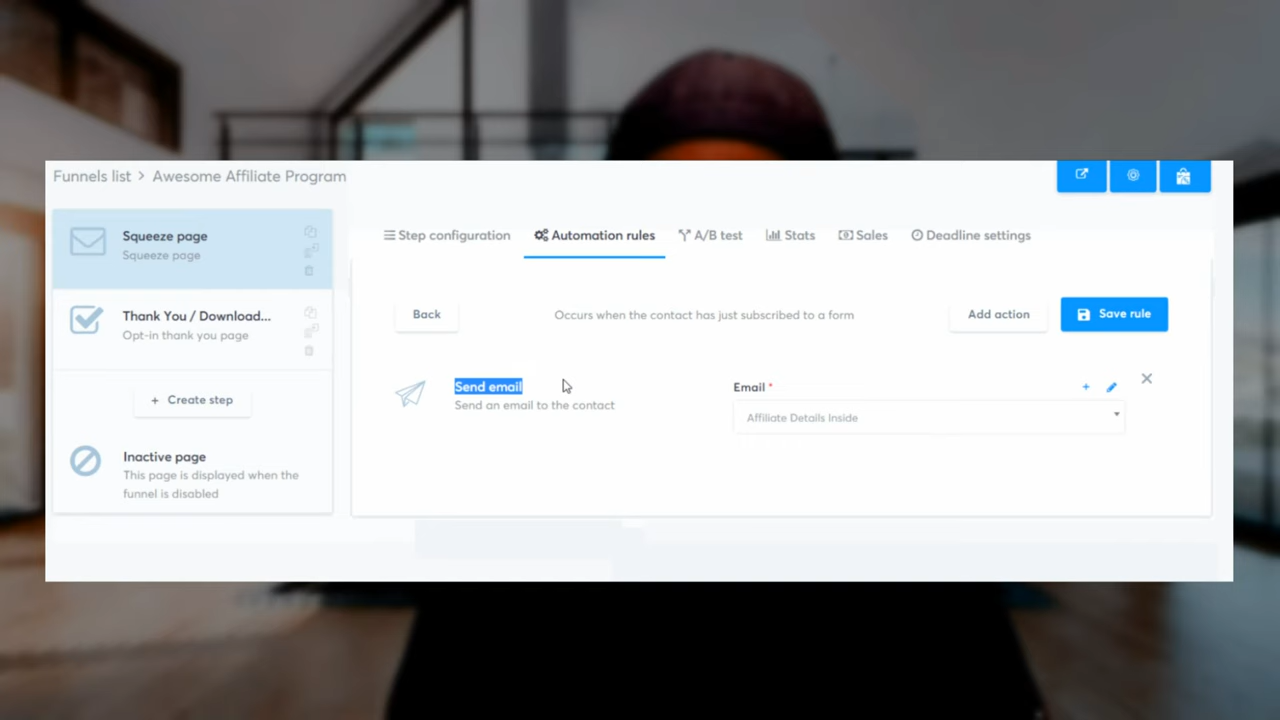 Funnels list > Awesome Affiliate Program
Squeeze page
Squeeze page
Thank You / Download...
Opt-in thank you page
+ Create step
Inactive page
This page is displayed when the
funnel is disabled
Step configuration
Automation rules
A/B test
Stats
Sales
Deadline settings
Back
Occurs when the contact has just subscribed to a form
Add action
Save rule
Send email
Send an email to the contact
Email *
Affiliate Details Inside